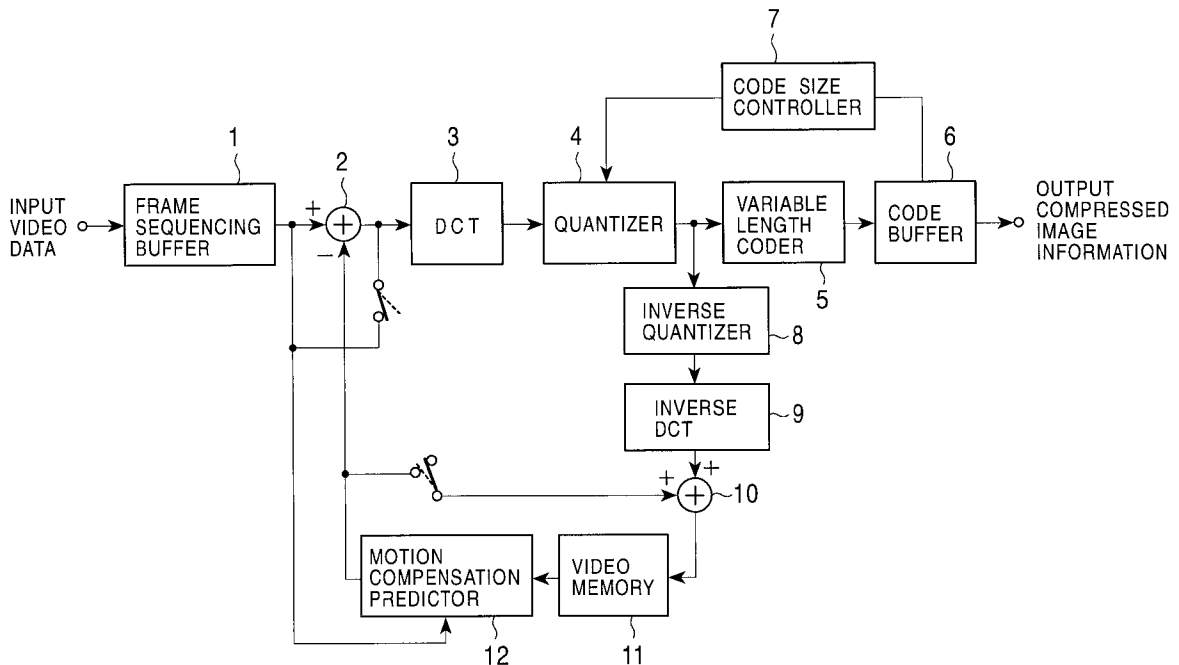 7
CODE SIZE
CONTROLLER
1
2
3
4
6
INPUT
VIDEO
DATA
FRAME
SEQUENCING
BUFFER
+
+
−
DCT
QUANTIZER
VARIABLE
LENGTH
CODER
5
CODE
BUFFER
OUTPUT
COMPRESSED
IMAGE
INFORMATION
INVERSE
QUANTIZER
8
INVERSE
DCT
9
+
+
+
10
MOTION
COMPENSATION
PREDICTOR
12
VIDEO
MEMORY
11